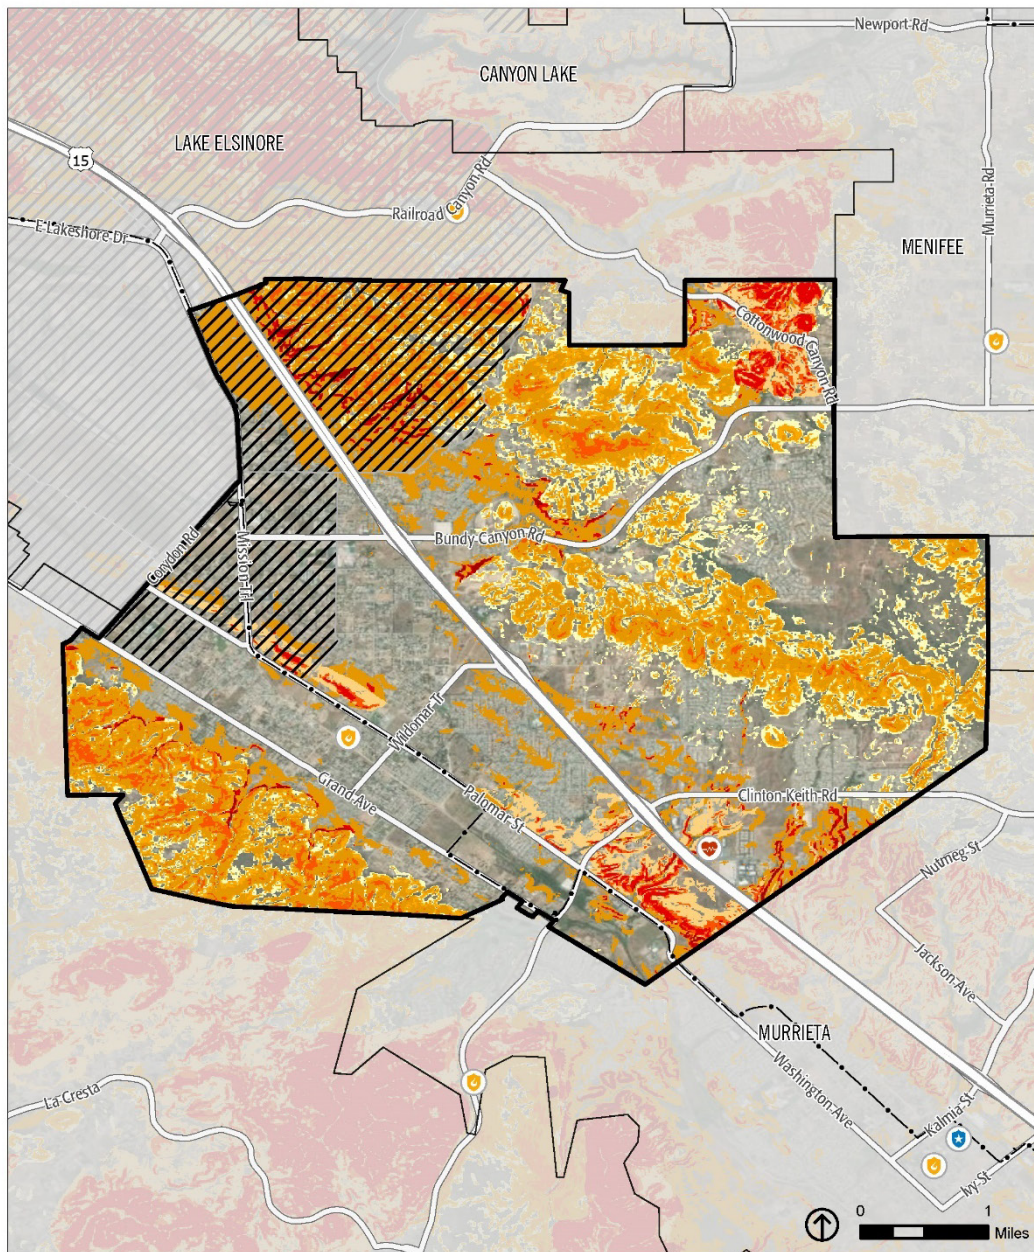 Newport Rd
CANYON LAKE
LAKE ELSINORE
15
Railroad Canyon Rd
Murrieta Rd
E Lakeshore Dr
MENIFEE
Cottonwood Canyon Rd
Bundy Canyon Rd
Corydon Rd
Mission Trl
Wildomar Tr
Grand Ave
Palomar St
Clinton Keith Rd
Nutmeg St
Jackson Ave
MURRIETA
Washington Ave
La Cresta
Kalmia St
Ivy St
0 1
Miles